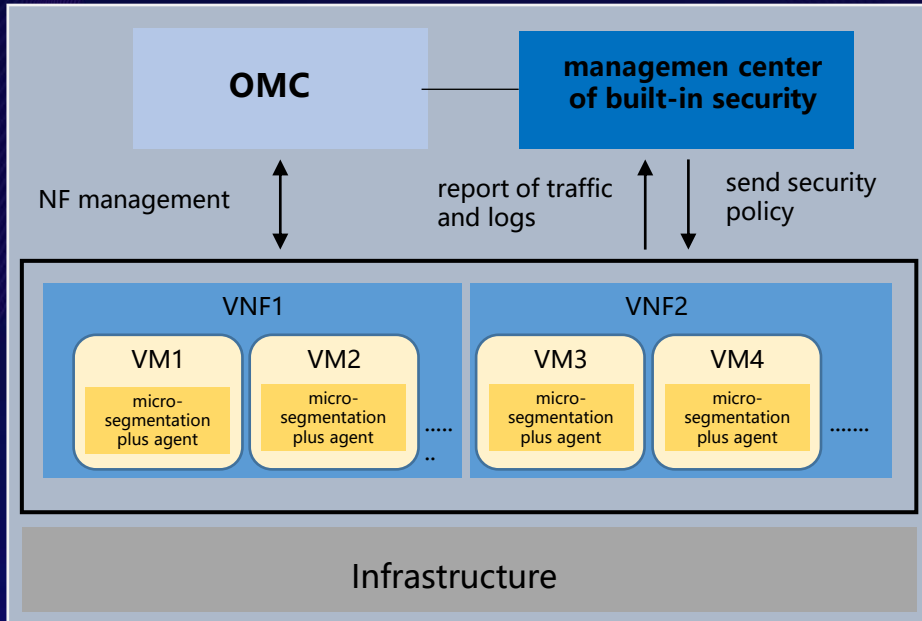 OMC
managemen center
of built-in security
NF management
report of traffic
and logs
send security
policy
VNF1
VNF2
VM1
micro-
segmentation
plus agent
VM2
micro-
segmentation
plus agent
.....
..
VM3
micro-
segmentation
plus agent
VM4
micro-
segmentation
plus agent
.......
Infrastructure